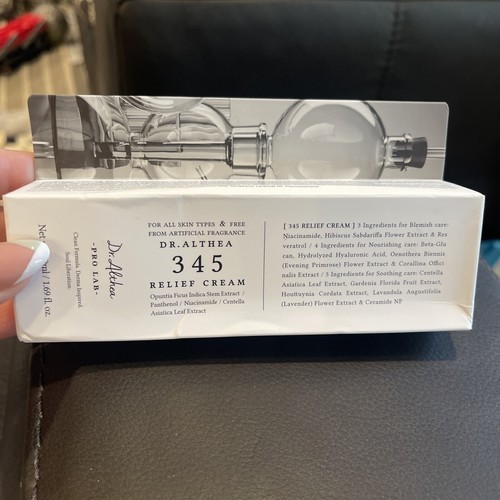 FOR ALL SKIN TYPES & FREE
FROM ARTIFICIAL FRAGRANCE
DR.ALTHEA
345
RELIEF CREAM
Opuntia Ficus Indica Stem Extract /
Panthenol / Niacinamide / Centella
Asiatica Leaf Extract
[ 345 RELIEF CREAM ] 3 Ingredients for Blemish care:
Niacinamide, Hibiscus Sabdariffa Flower Extract & Res
veratrol / 4 Ingredients for Nourishing care: Beta-Glu
can, Hydrolyzed Hyaluronic Acid, Oenothera Biennis
(Evening Primrose) Flower Extract & Corallina Offici
nalis Extract / 5 Ingredients for Soothing care: Centella
Asiatica Leaf Extract, Gardenia Florida Fruit Extract,
Houttuynia Cordata Extract, Lavandula Angustifolia
(Lavender) Flower Extract & Ceramide NP
Dr.Althea
-PRO LAB-
Clean Formula, Derma Inspired
Soul Liberation
Net ml / 1.69 fl. oz.